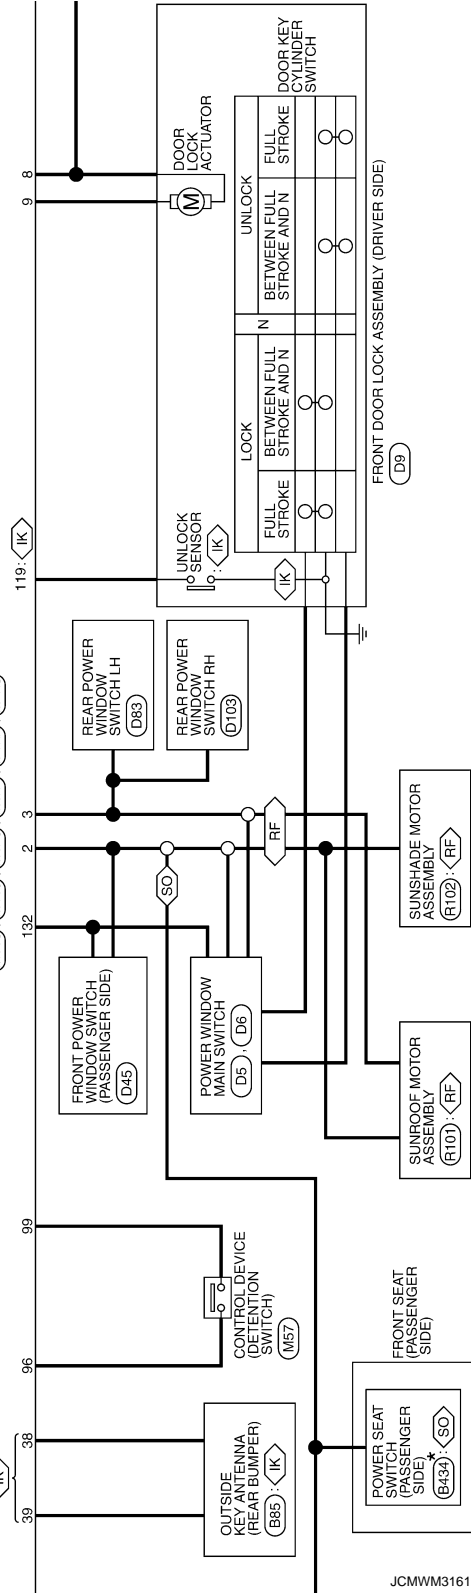 8
9
119 : IK
3
2
132
99
96
38
39
DOOR
LOCK
ACTUATOR
M
DOOR KEY
CYLINDER
SWITCH
UNLOCK
FULL
STROKE
BETWEEN FULL
STROKE AND N
N
LOCK
BETWEEN FULL
STROKE AND N
FULL
STROKE
UNLOCK
SENSOR
: IK
IK
FRONT DOOR LOCK ASSEMBLY (DRIVER SIDE)
D9
REAR POWER
WINDOW
SWITCH LH
D83
REAR POWER
WINDOW
SWITCH RH
D103
RF
SO
FRONT POWER
WINDOW SWITCH
(PASSENGER SIDE)
D45
POWER WINDOW
MAIN SWITCH
D5 , D6
SUNSHADE MOTOR
ASSEMBLY
R102 : RF
SUNROOF MOTOR
ASSEMBLY
R101 : RF
CONTROL DEVICE
(DETENTION
SWITCH)
M57
OUTSIDE
KEY ANTENNA
(REAR BUMPER)
B85 : IK
FRONT SEAT
(PASSENGER
SIDE)
POWER SEAT
SWITCH
(PASSENGER
SIDE)
B434 * : SO
JCMWM3161